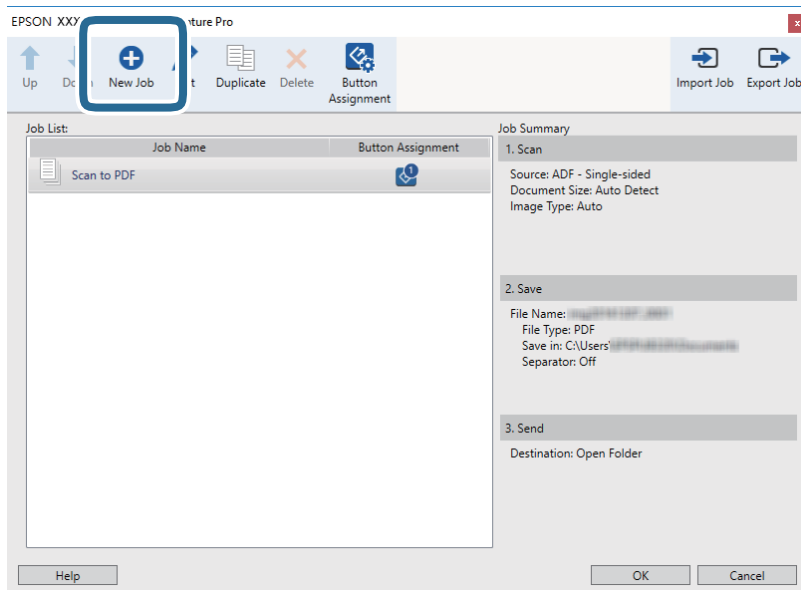 EPSON XXX ture Pro
Up
New Job
Duplicate
Delete
Button
Assignment
Import Job
Export Job
Job List:
Job Name
Button Assignment
Scan to PDF
1
Job Summary
1. Scan
Source: ADF - Single-sided
Document Size: Auto Detect
Image Type: Auto
2. Save
File Name:
File Type: PDF
Save in: C:\Users\
Separator: Off
3. Send
Destination: Open Folder
Help
OK
Cancel